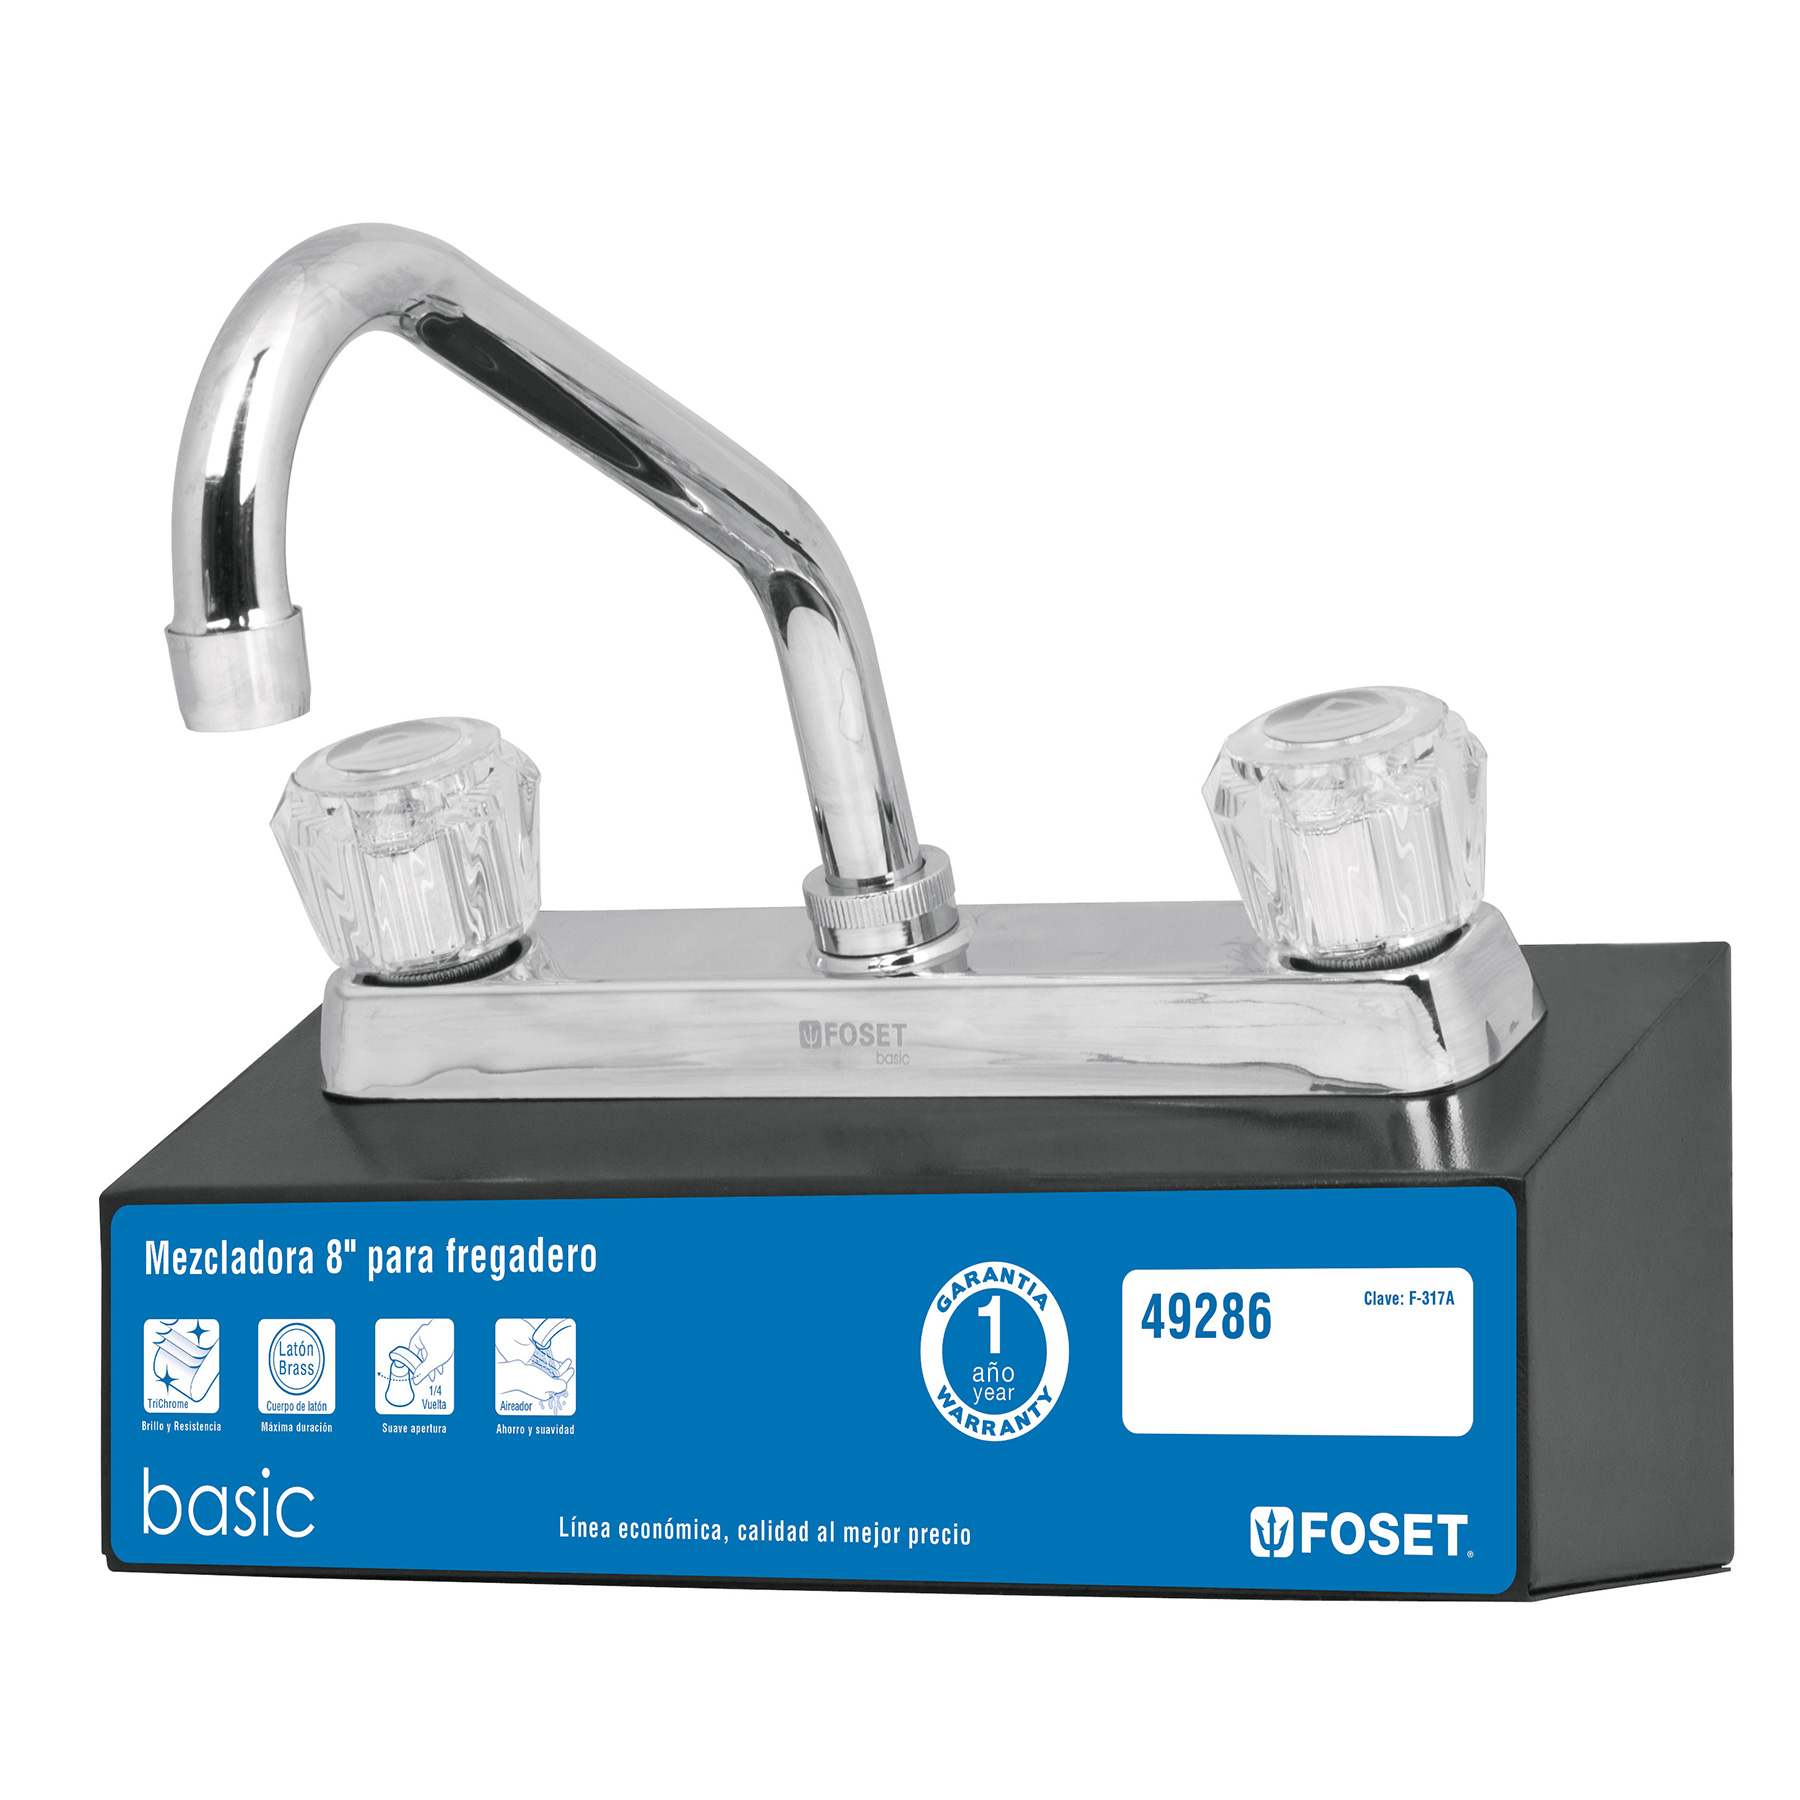 FOSET
basic
Mezcladora 8" para fregadero
TriChrome
Brillo y Resistencia
Latón
Brass
Cuerpo de latón
Máxima duración
1/4
Vuelta
Suave apertura
Aireador
Ahorro y suavidad
GARANTIA
1
año
year
WARRANTY
49286
Clave: F-317A
basic
Línea económica, calidad al mejor precio
FOSET®